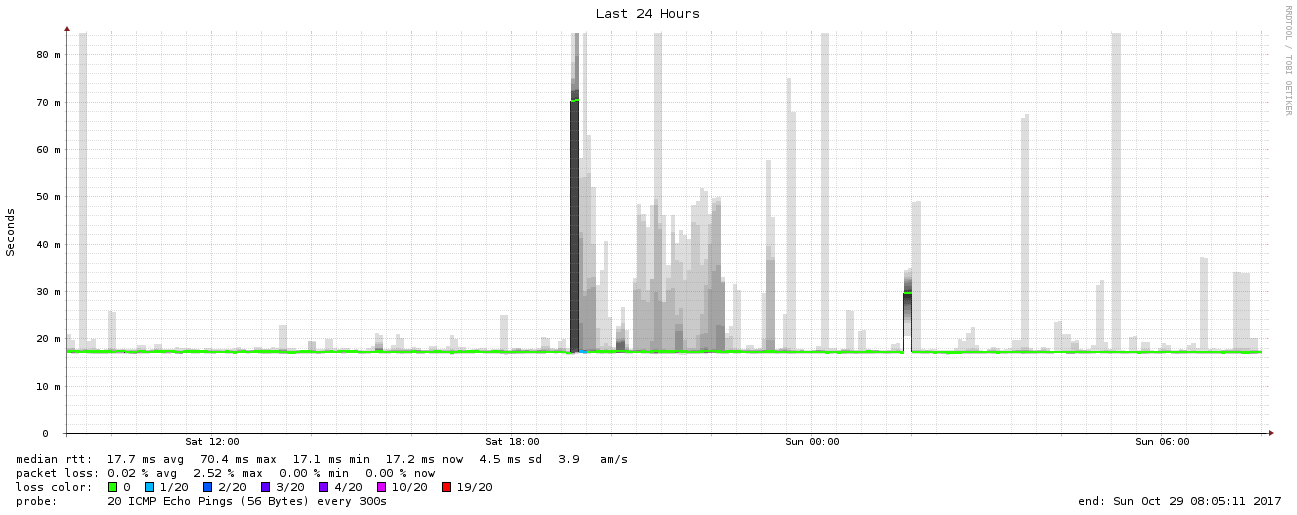 Last 24 Hours
RRDTOOL / TOBI OETIKER
Seconds
80 m
70 m
60 m
50 m
40 m
30 m
20 m
10 m
0
Sat 12:00 Sat 18:00 Sun 00:00 Sun 06:00
median rtt: 17.7 ms avg 70.4 ms max 17.1 ms min 17.2 ms now 4.5 ms sd 3.9 am/s
packet loss: 0.02 % avg 2.52 % max 0.00 % min 0.00 % now
loss color: 0 1/20 2/20 3/20 4/20 10/20 19/20
probe: 20 ICMP Echo Pings (56 Bytes) every 300s end: Sun Oct 29 08:05:11 2017